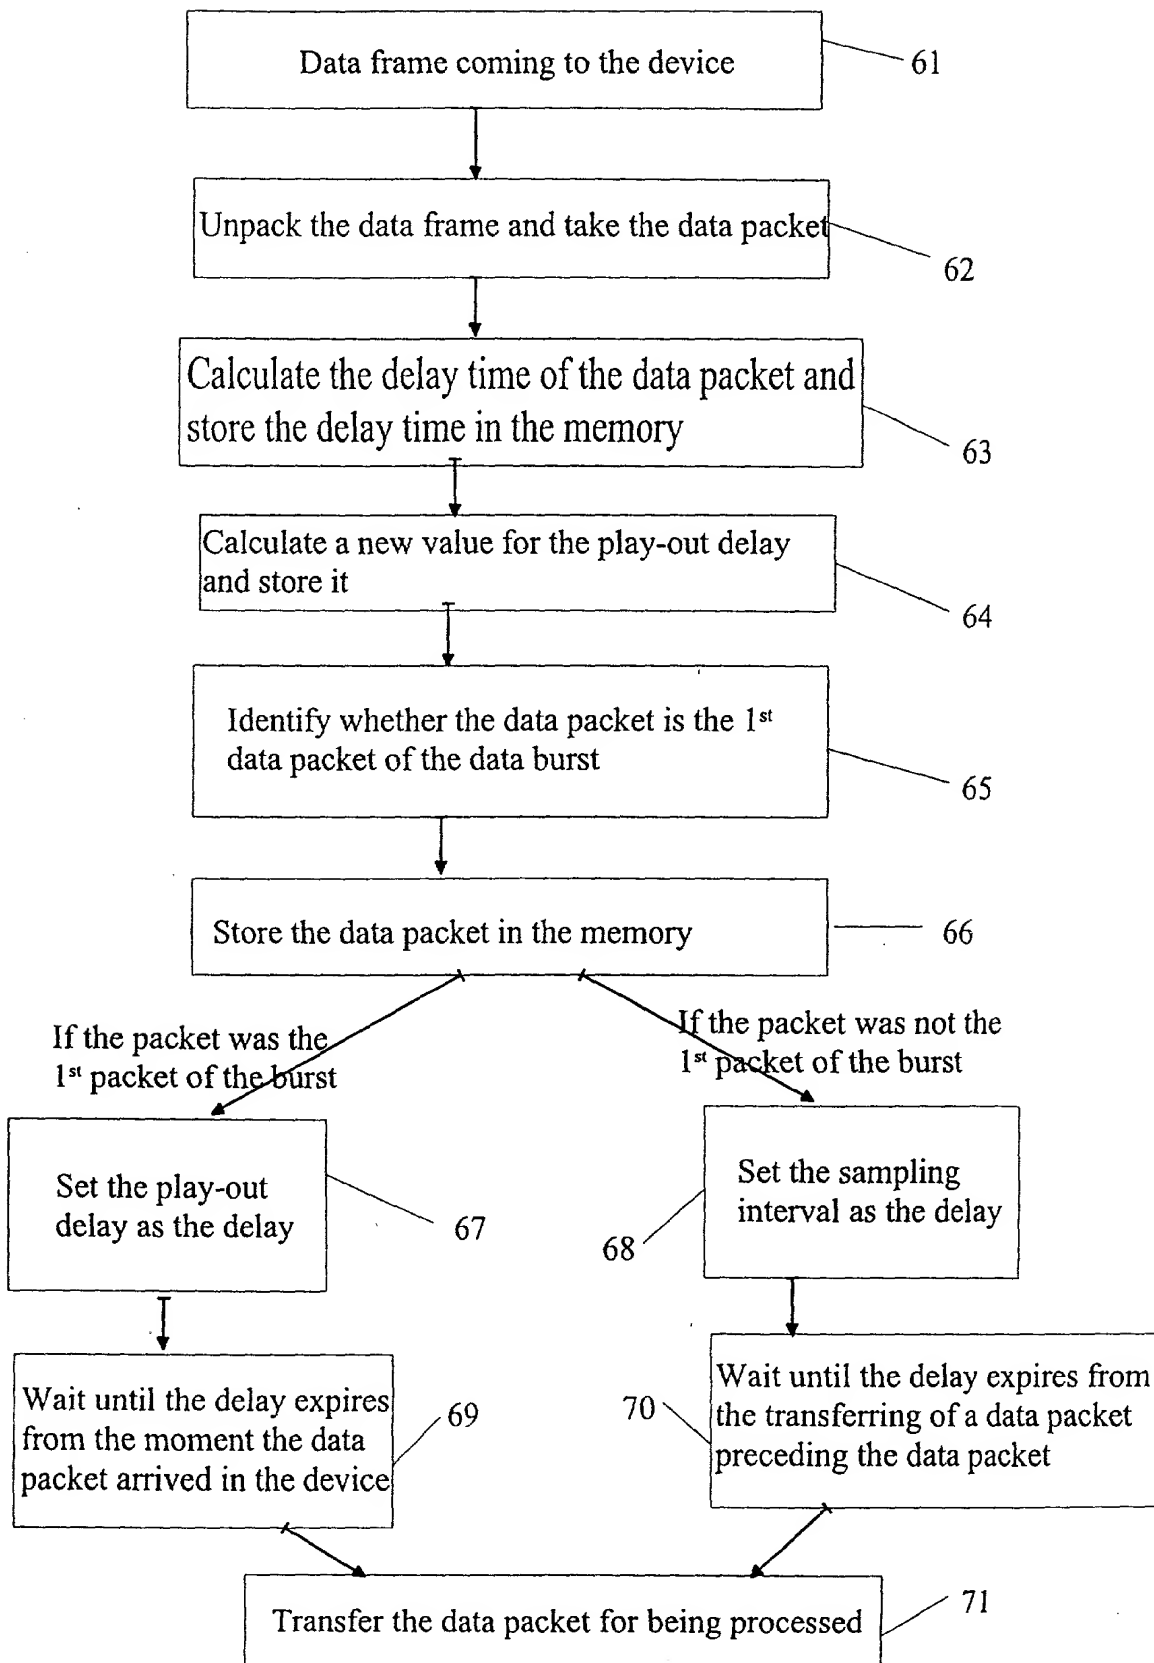 Data frame coming to the device
61
Unpack the data frame and take the data packet
62
Calculate the delay time of the data packet and
store the delay time in the memory
63
Calculate a new value for the play-out delay
and store it
64
Identify whether the data packet is the 1st
data packet of the data burst
65
Store the data packet in the memory
66
If the packet was the
1st packet of the burst
If the packet was not the
1st packet of the burst
Set the play-out
delay as the delay
67
Set the sampling
interval as the delay
68
Wait until the delay expires
from the moment the data
packet arrived in the device
69
Wait until the delay expires from
the transferring of a data packet
preceding the data packet
70
Transfer the data packet for being processed
71